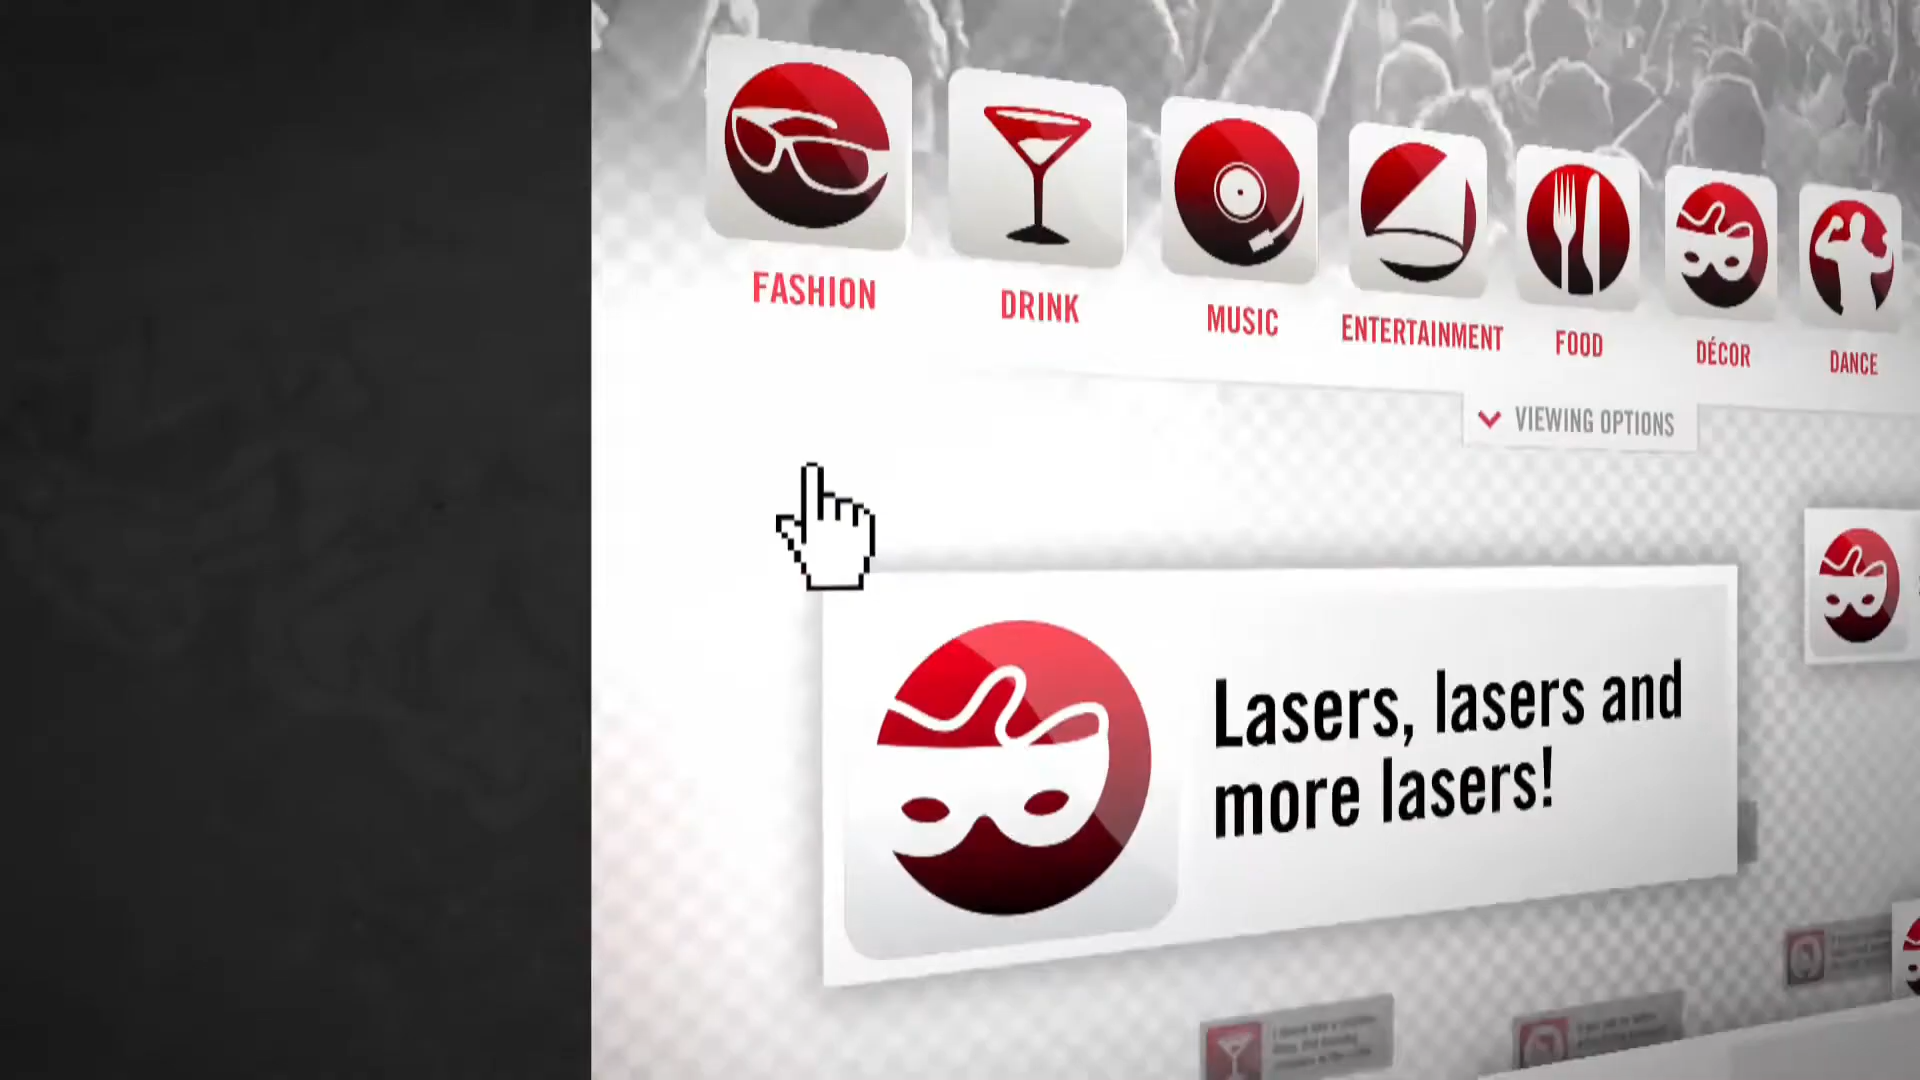 FASHION
DRINK
MUSIC
ENTERTAINMENT
FOOD
DÉCOR
DANCE
VIEWING OPTIONS
Lasers, lasers and
more lasers!